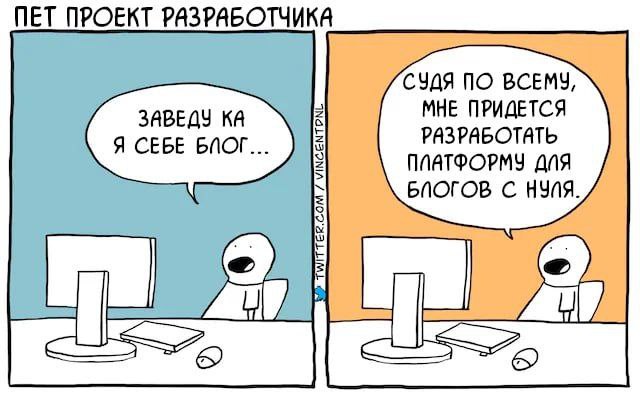 ПЕТ ПРОЕКТ РАЗРАБОТЧИКА
ЗАВЕДУ КА
Я СЕБЕ БЛОГ...
TWITTER.COM / VINCENTDNL
СУДЯ ПО ВСЕМУ,
МНЕ ПРИДЕТСЯ
РАЗРАБОТАТЬ
ПЛАТФОРМУ ДЛЯ
БЛОГОВ С НУЛЯ.